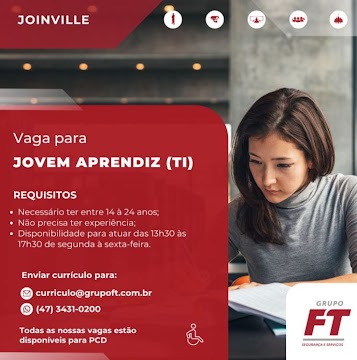 JOINVILLE
Vaga para
JOVEM APRENDIZ (TI)
REQUISITOS
• Necessário ter entre 14 à 24 anos;
• Não precisa ter experiência;
• Disponibilidade para atuar das 13h30 às
17h30 de segunda à sexta-feira.
Enviar currículo para:
curriculo@grupoft.com.br
(47) 3431-0200
Todas as nossas vagas estão
disponíveis para PCD
GRUPO
FT
SEGURANÇA E SERVIÇOS